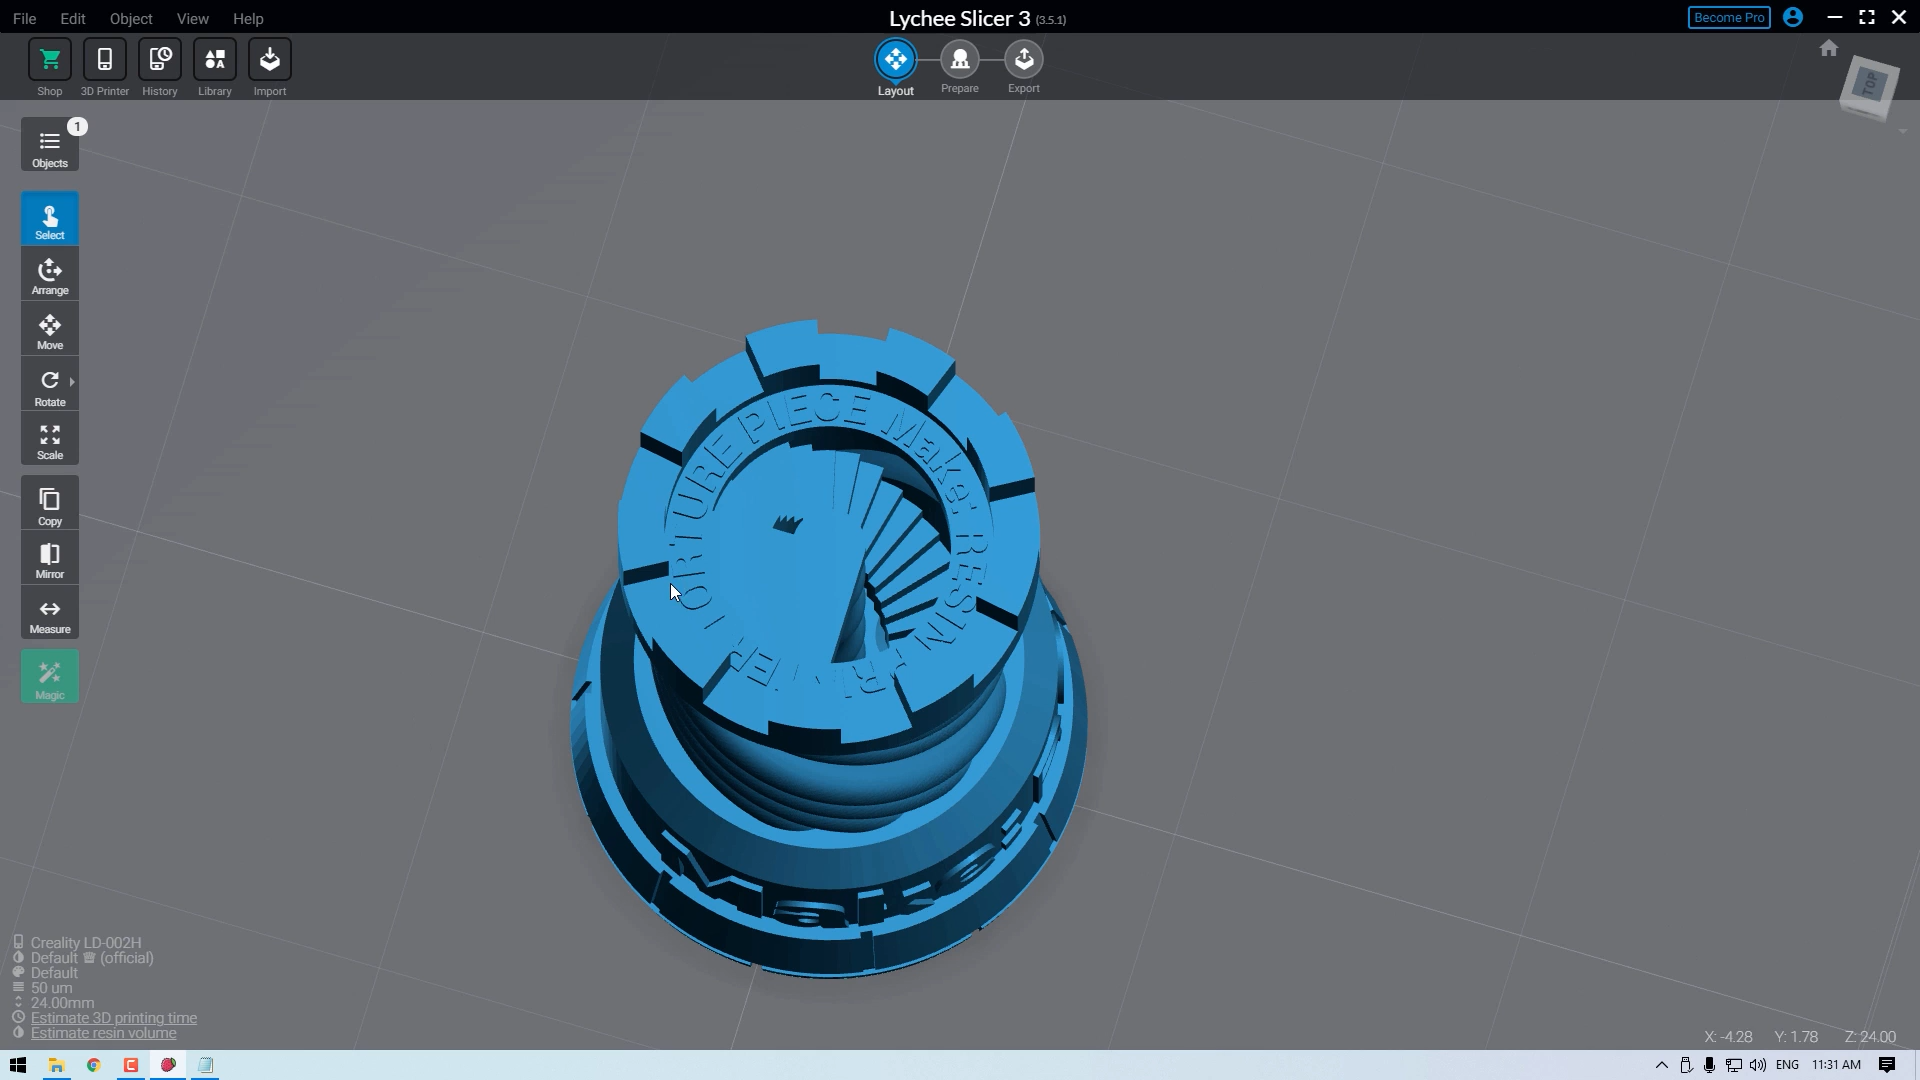 File Edit Object View Help
Lychee Slicer 3 (3.5.1)
Become Pro
Shop 3D Printer History Library Import
Layout Prepare Export
TOP
1
Objects
Select
Arrange
Move
Rotate
Scale
Copy
Mirror
Measure
Magic
TORTURE PIECE Maker RESIN
Make
Creality LD-002H
Default (official)
Default
50 um
24.00mm
Estimate 3D printing time
Estimate resin volume
X: -4.28 Y: 1.78 Z: 24.00
ENG 11:31 AM